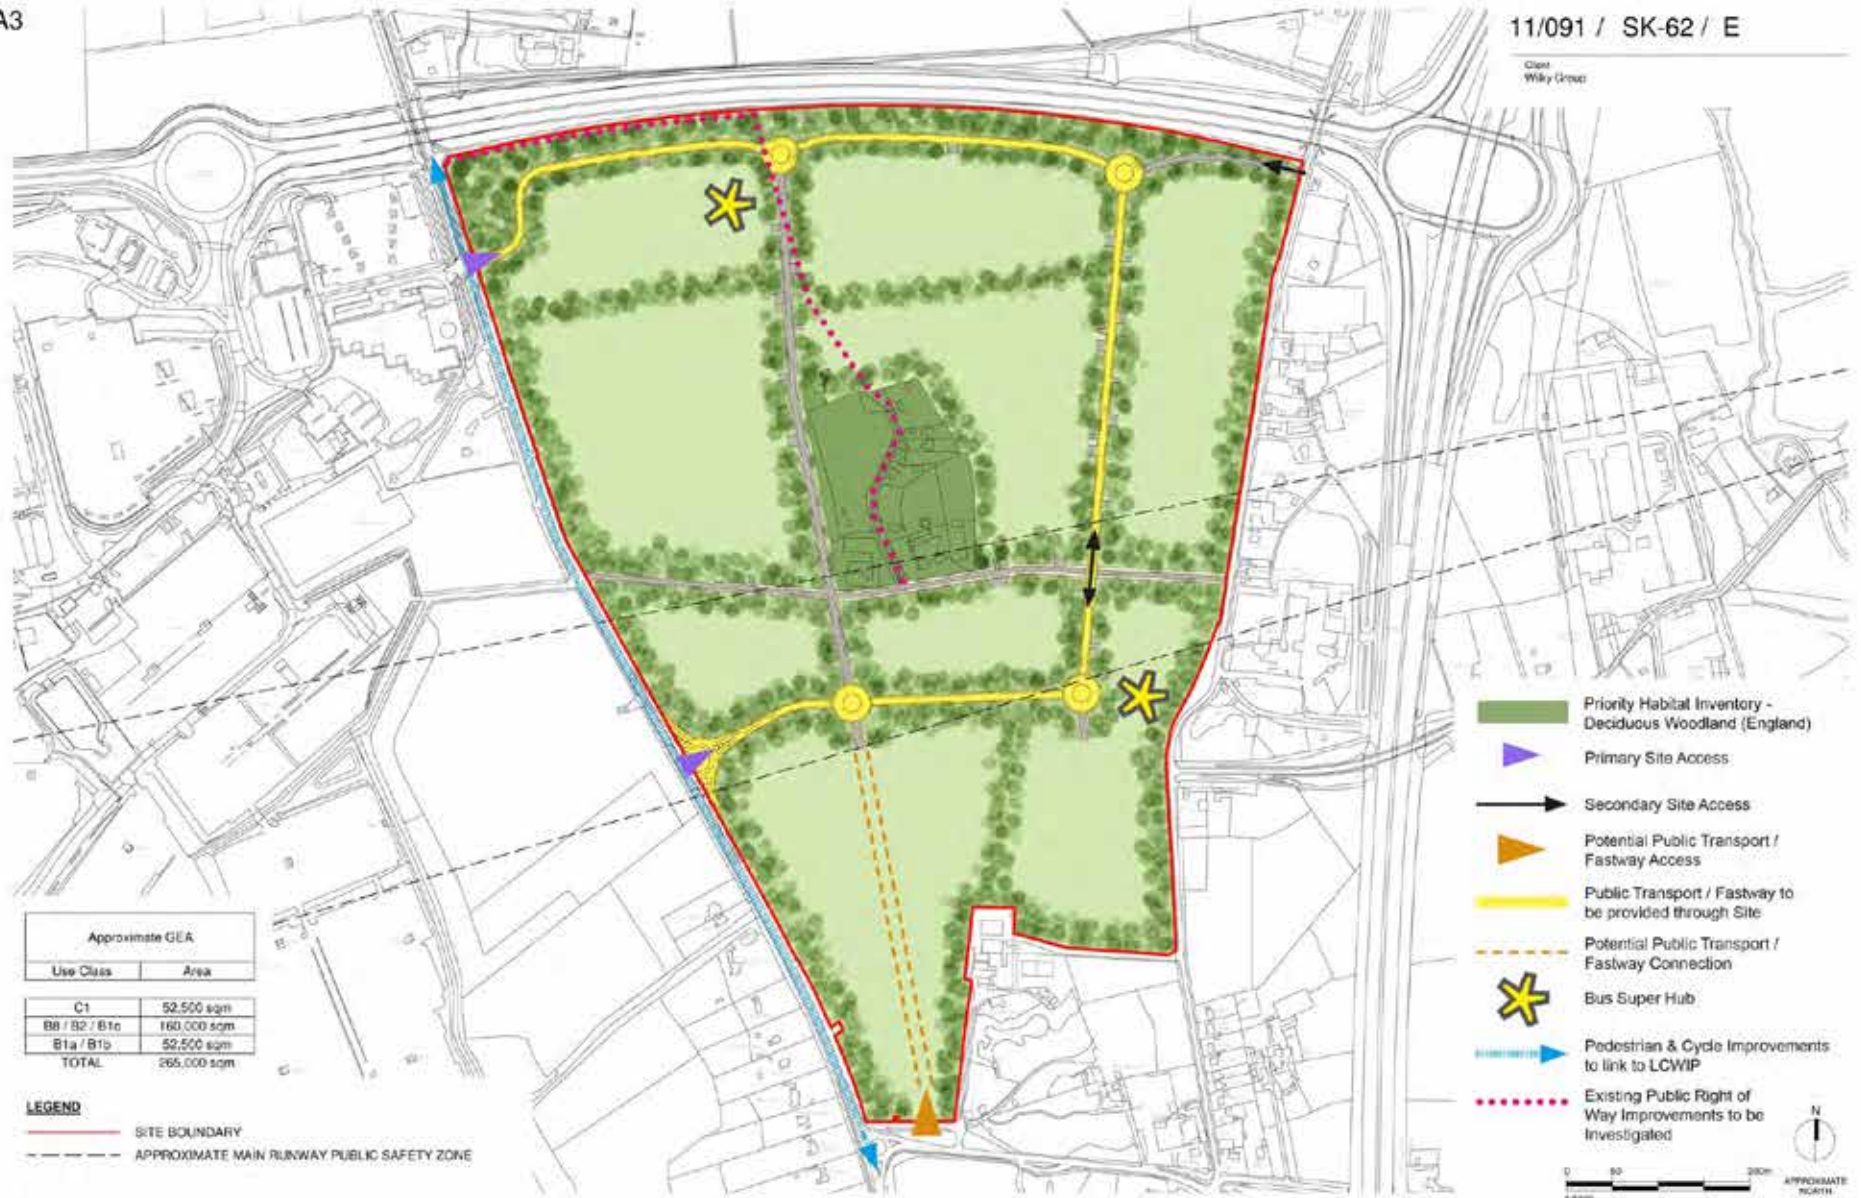 A3
11/091 / SK-62 / E
Client
Wilky Group
Approximate GEA
Use Class Area
C1 52,500 sqm
B8 / B2 / B1c 160,000 sqm
B1a / B1b 52,500 sqm
TOTAL 265,000 sqm
LEGEND
SITE BOUNDARY
APPROXIMATE MAIN RUNWAY PUBLIC SAFETY ZONE
Priority Habitat Inventory -
Deciduous Woodland (England)
Primary Site Access
Secondary Site Access
Potential Public Transport /
Fastway Access
Public Transport / Fastway to
be provided through Site
Potential Public Transport /
Fastway Connection
Bus Super Hub
Pedestrian & Cycle Improvements
to link to LCWIP
Existing Public Right of
Way Improvements to be
Investigated
N
0 50 200m
APPROXIMATE
NORTH